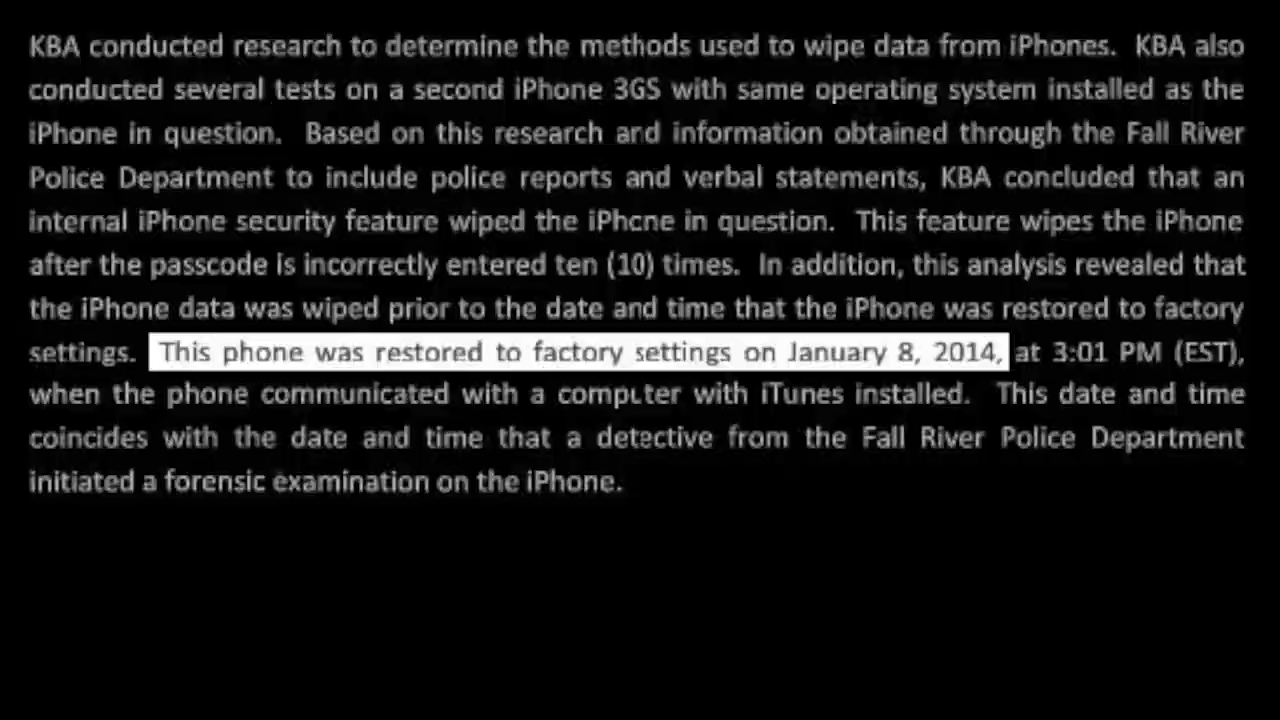 KBA conducted research to determine the methods used to wipe data from iPhones. KBA also
conducted several tests on a second iPhone 3GS with same operating system installed as the
iPhone in question. Based on this research and information obtained through the Fall River
Police Department to include police reports and verbal statements, KBA concluded that an
internal iPhone security feature wiped the iPhone in question. This feature wipes the iPhone
after the passcode is incorrectly entered ten (10) times. In addition, this analysis revealed that
the iPhone data was wiped prior to the date and time that the iPhone was restored to factory
settings. This phone was restored to factory settings on January 8, 2014, at 3:01 PM (EST),
when the phone communicated with a computer with iTunes installed. This date and time
coincides with the date and time that a detective from the Fall River Police Department
initiated a forensic examination on the iPhone.